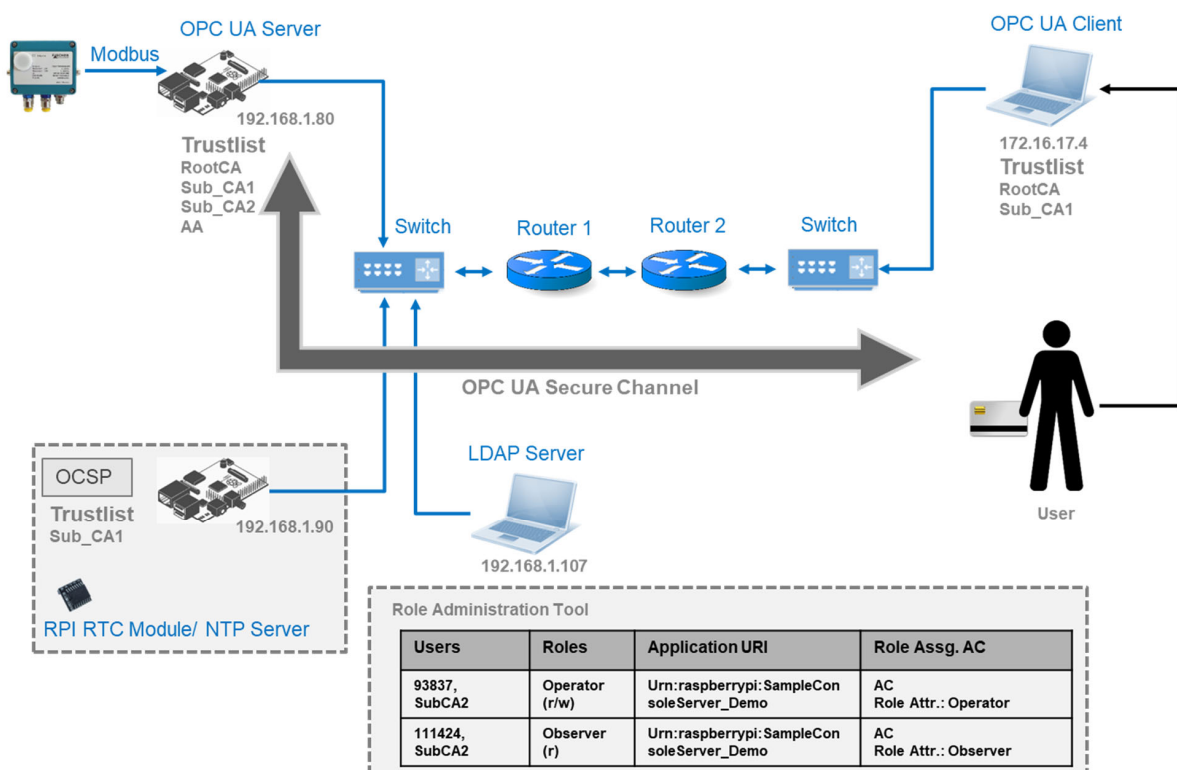 OPC UA Server
OPC UA Client
Modbus
192.168.1.80
Trustlist
RootCA
Sub_CA1
Sub_CA2
AA
172.16.17.4
Trustlist
RootCA
Sub_CA1
Switch
Router 1
Router 2
Switch
OPC UA Secure Channel
OCSP
Trustlist
Sub_CA1
192.168.1.90
RPI RTC Module/ NTP Server
LDAP Server
192.168.1.107
User
Role Administration Tool
Users Roles Application URI Role Assg. AC
93837, Operator Urn:raspberrypi:SampleCon AC
SubCA2 (r/w) soleServer_Demo Role Attr.: Operator
111424, Observer Urn:raspberrypi:SampleCon AC
SubCA2 (r) soleServer_Demo Role Attr.: Observer